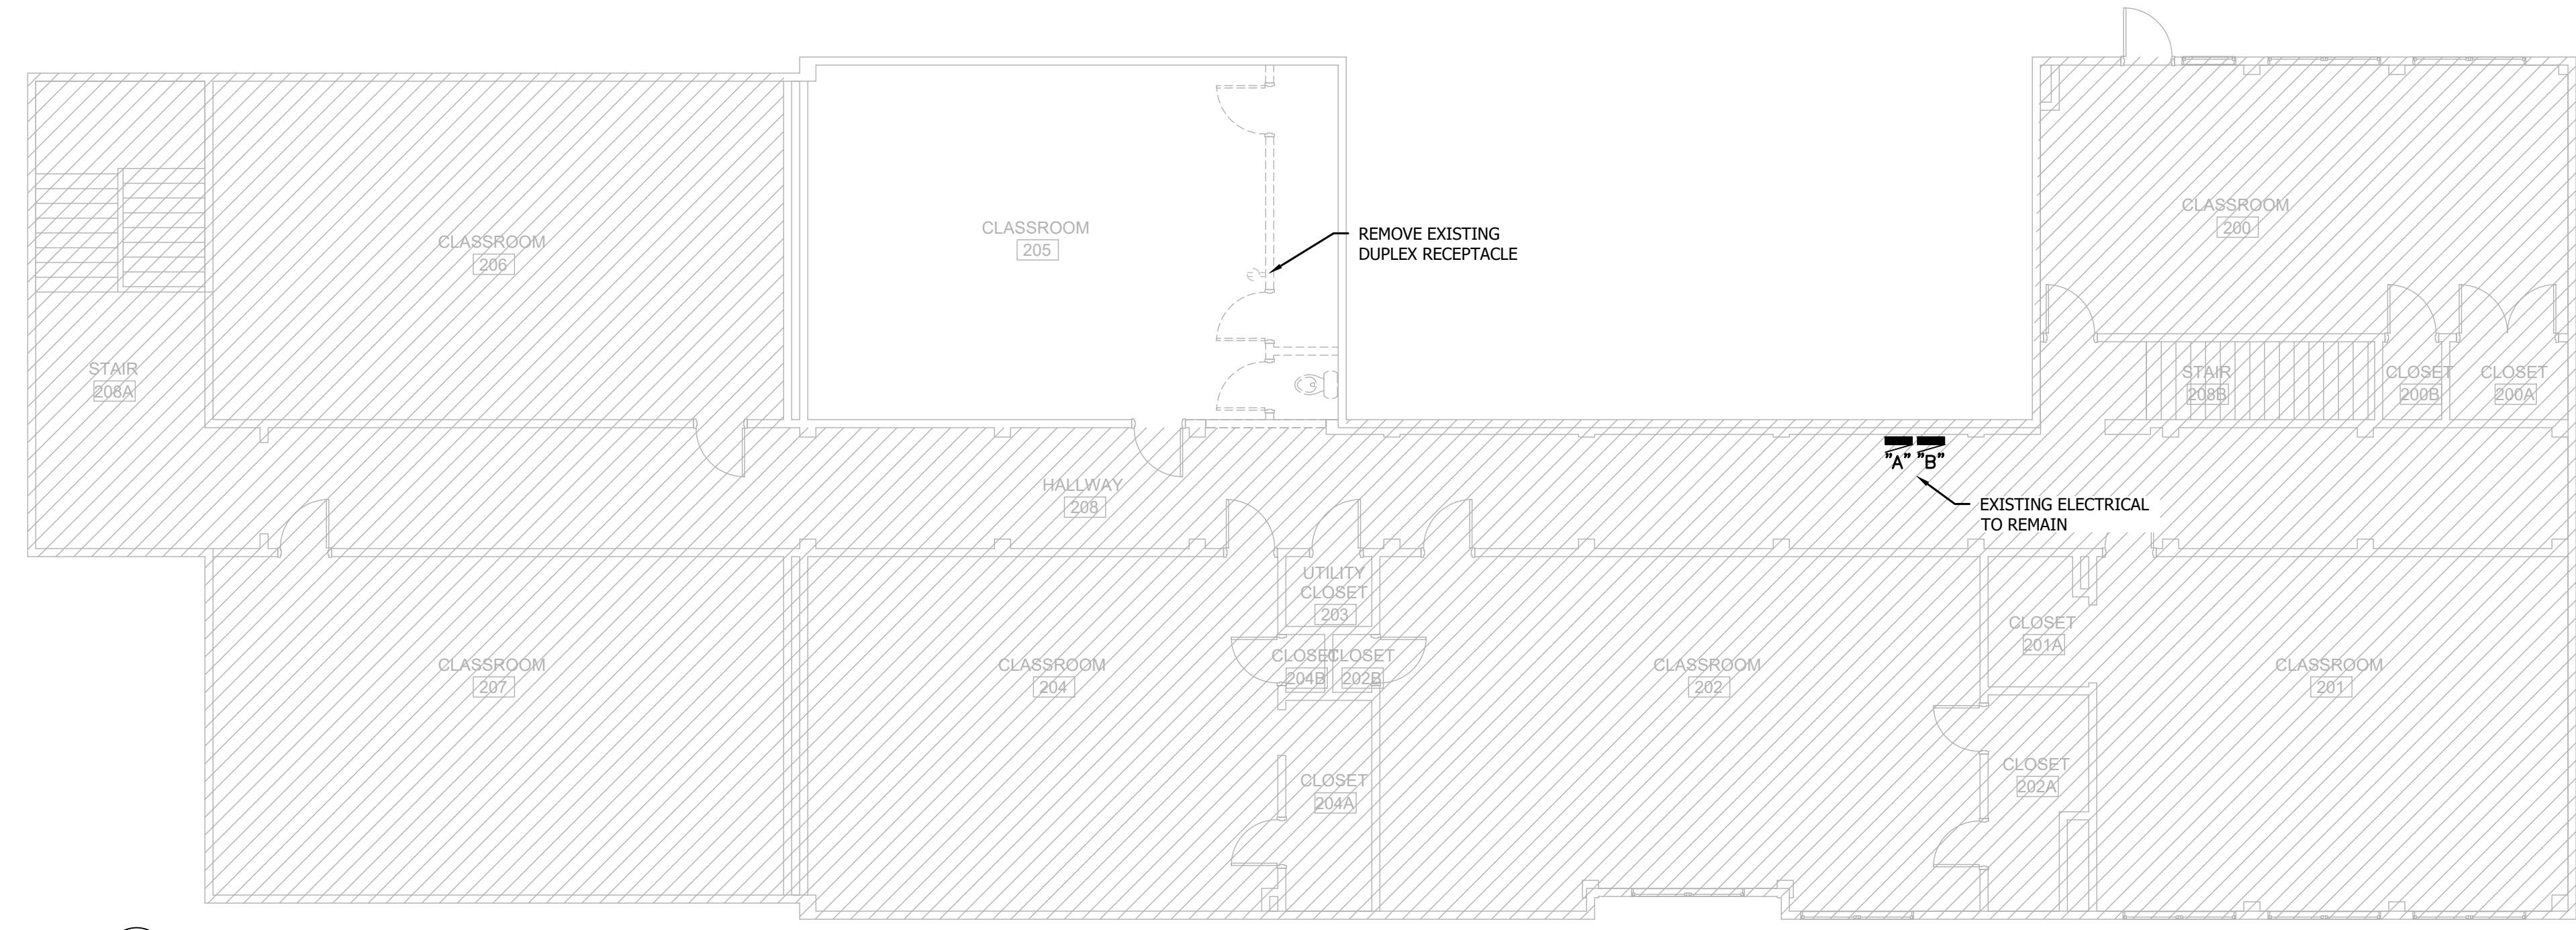 CLASSROOM
200
CLASSROOM
205
REMOVE EXISTING
DUPLEX RECEPTACLE
CLASSROOM
206
STAIR
208A
STAIR
208B
CLOSET
200B
CLOSET
200A
"A" "B"
HALLWAY
208
EXISTING ELECTRICAL
TO REMAIN
UTILITY
CLOSET
203
CLOSET
201A
CLOSET
204B
CLOSET
202B
CLASSROOM
207
CLASSROOM
204
CLASSROOM
202
CLASSROOM
201
CLOSET
204A
CLOSET
202A